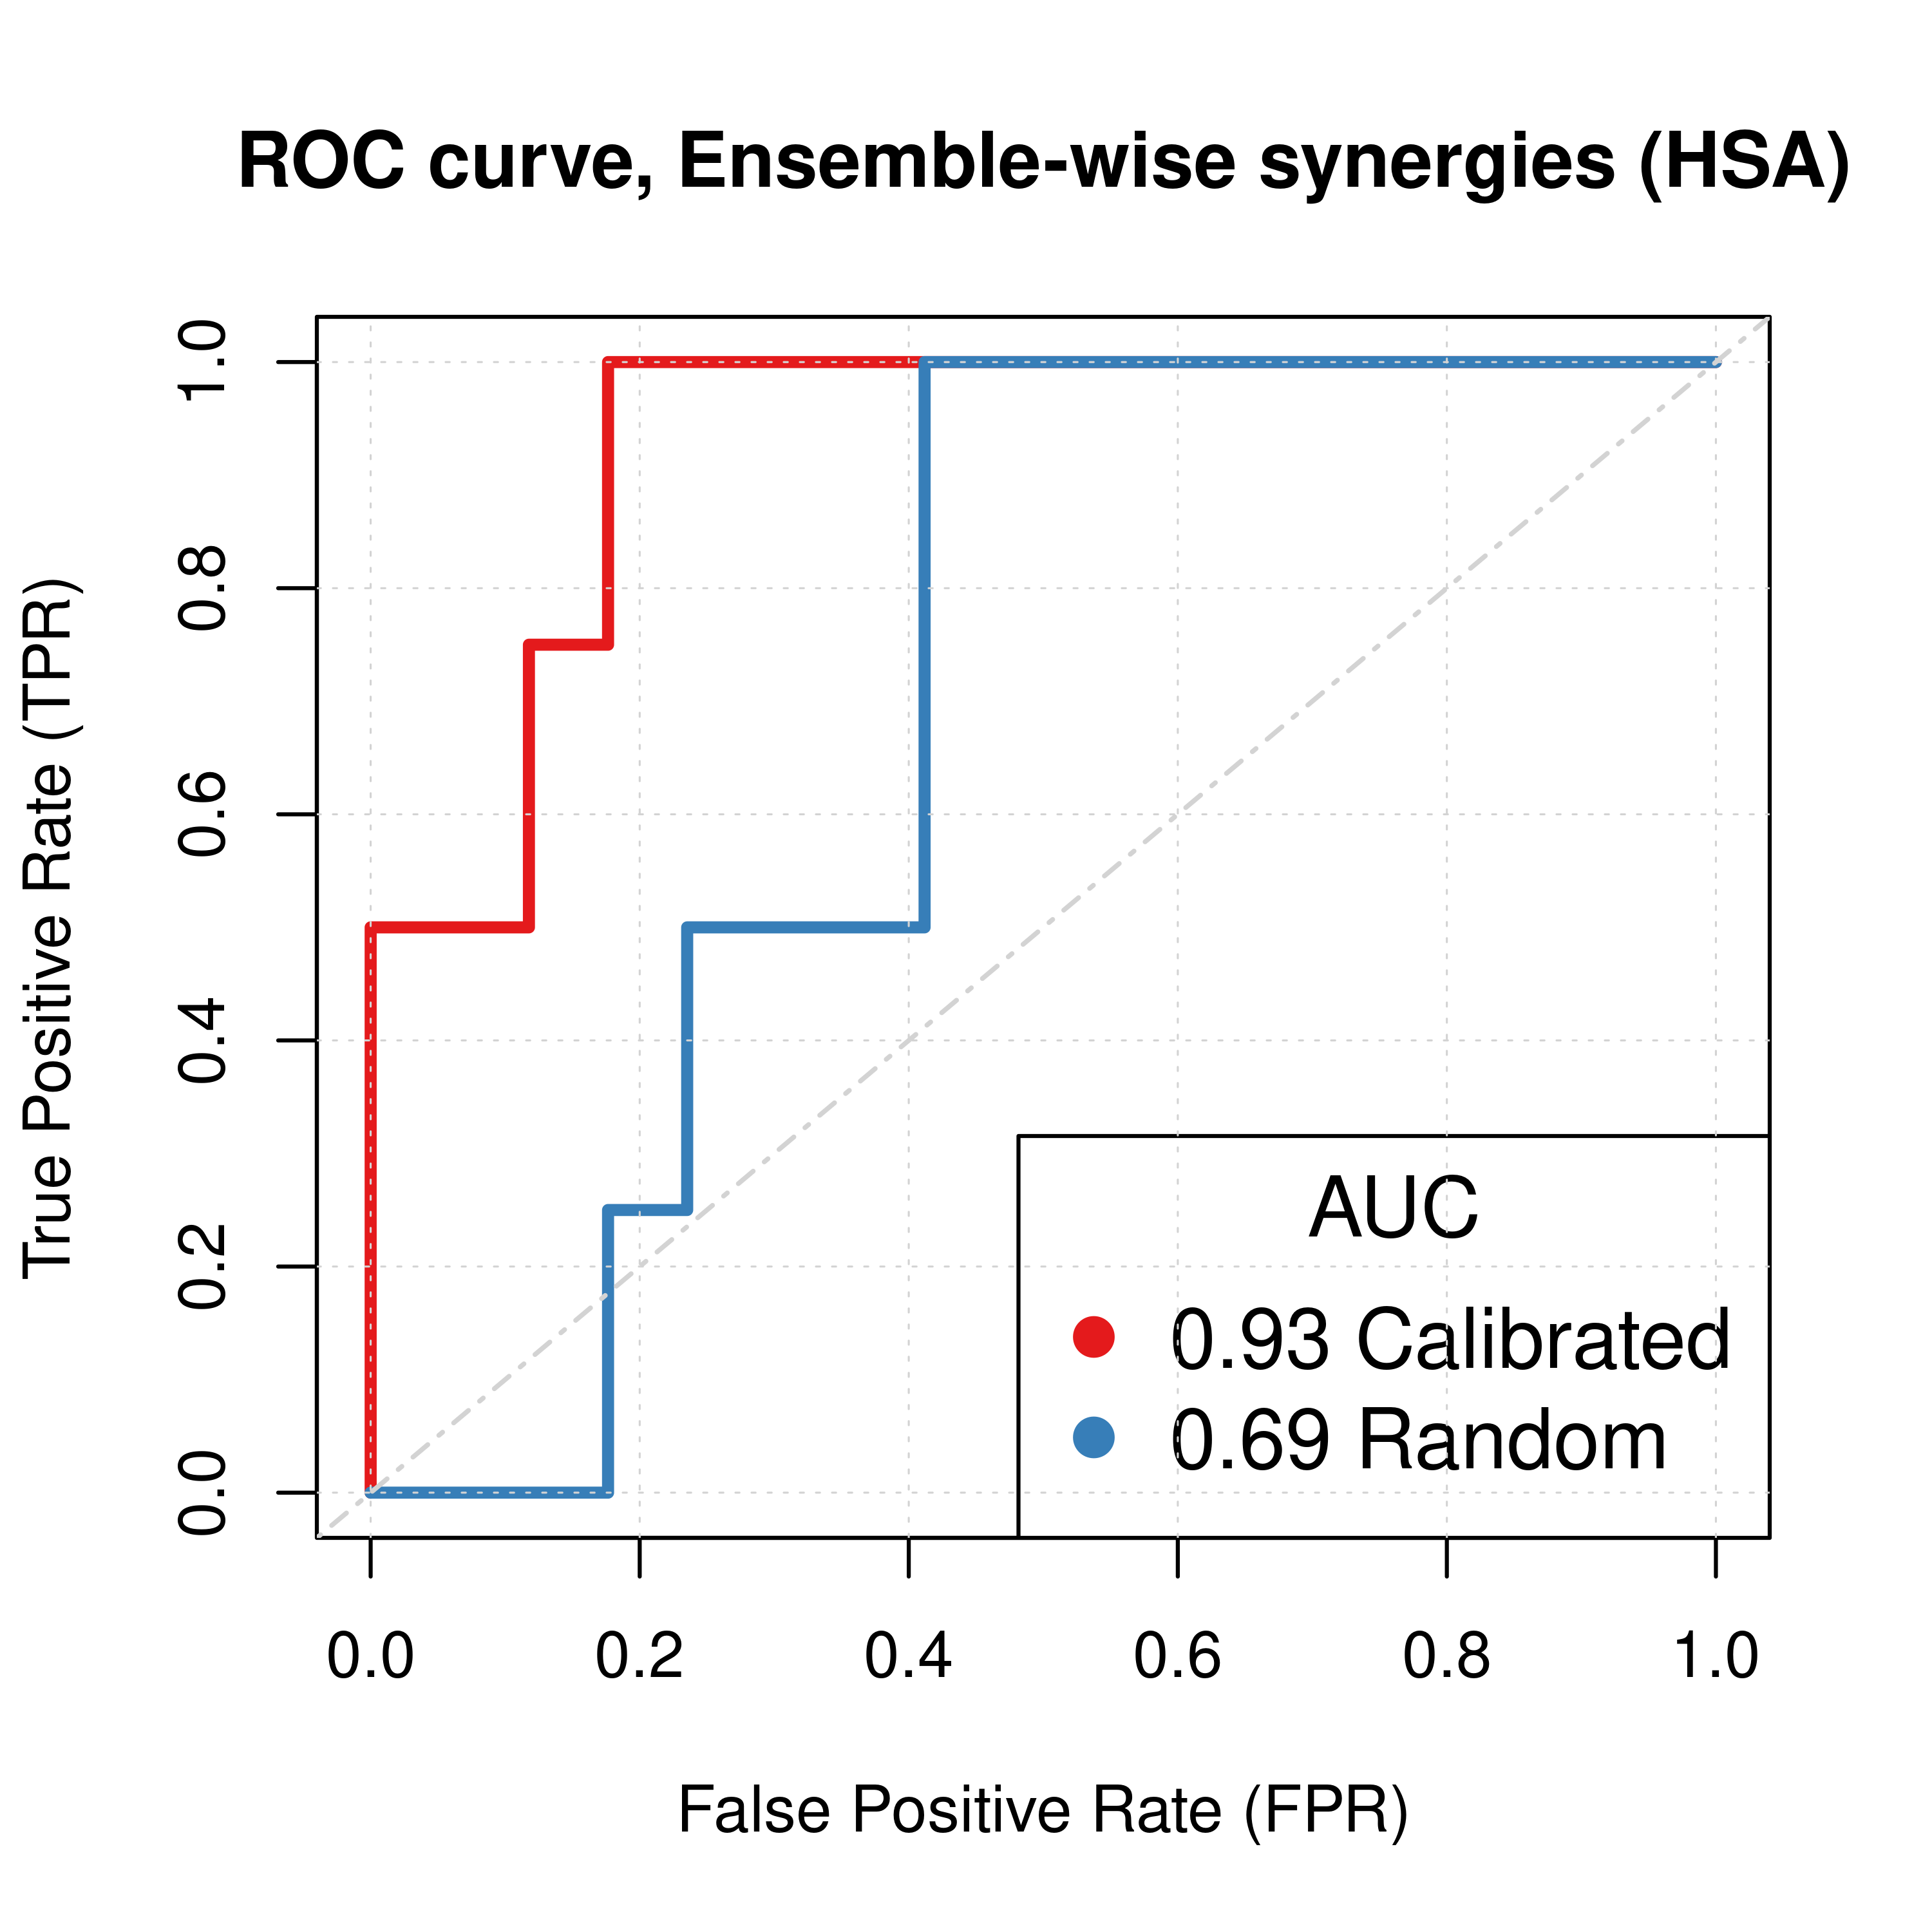 ROC curve, Ensemble-wise synergies (HSA)
True Positive Rate (TPR)
1.0
0.8
0.6
0.4
0.2
0.0
AUC
0.93 Calibrated
0.69 Random
0.0 0.2 0.4 0.6 0.8 1.0
False Positive Rate (FPR)